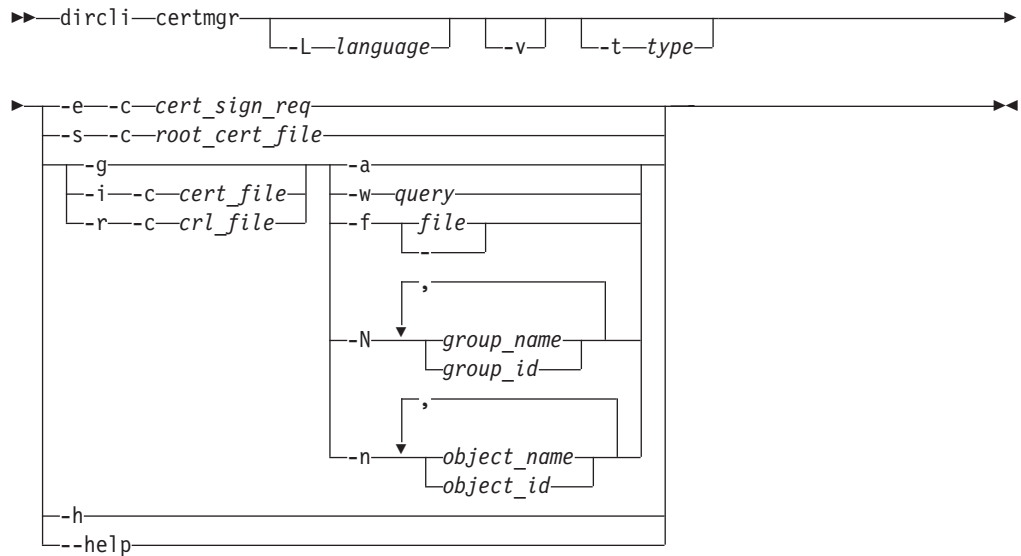 dircli certmgr
-L language -v -t type
-e -c cert_sign_req
-s -c root_cert_file
-g -a
-i -c cert_file -w query
-r -c crl_file -f file
-
,
-N group_name
group_id
,
-n object_name
object_id
-h
--help